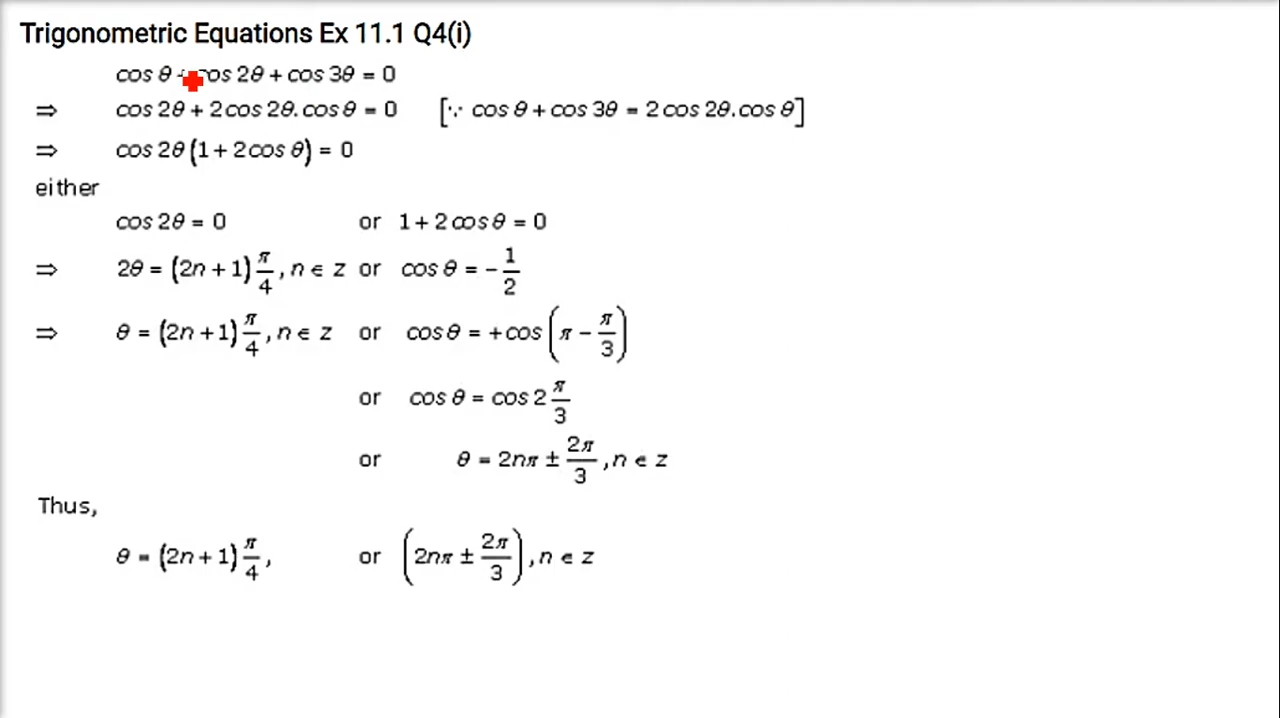 Trigonometric Equations Ex 11.1 Q4(i)
cos θ + cos 2θ + cos 3θ = 0
⇒ cos 2θ + 2 cos 2θ. cos θ = 0 [∵ cos θ + cos 3θ = 2 cos 2θ. cos θ]
⇒ cos 2θ (1 + 2 cos θ) = 0
either
cos 2θ = 0 or 1 + 2 cos θ = 0
⇒ 2θ = (2n + 1) π/4, n ∈ z or cos θ = - 1/2
⇒ θ = (2n + 1) π/4, n ∈ z or cos θ = + cos (π - π/3)
or cos θ = cos 2 π/3
or θ = 2nπ ± 2π/3, n ∈ z
Thus,
θ = (2n + 1) π/4, or (2nπ ± 2π/3), n ∈ z